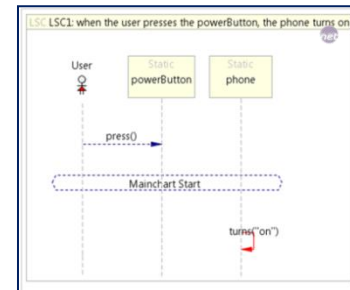 LSC LSC1: when the user presses the powerButton, the phone turns on
User
Static
powerButton
Static
phone
press()
Mainchart Start
turns("on")